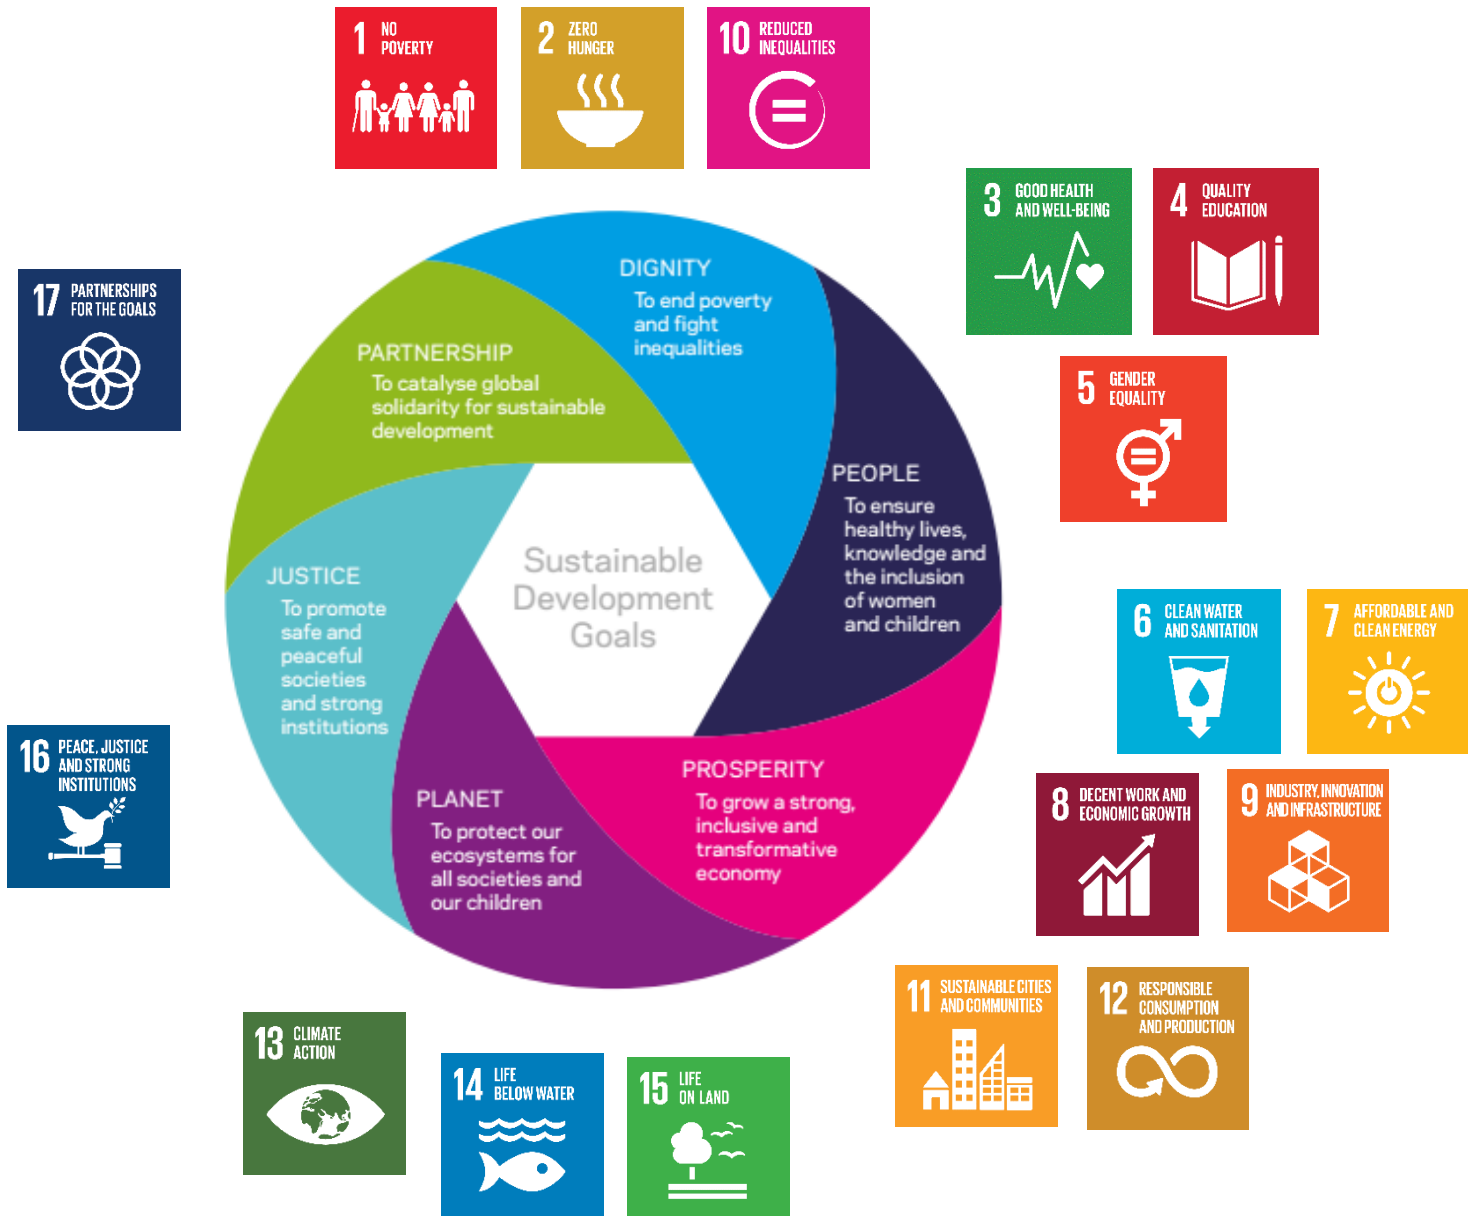 1 NO
POVERTY
2 ZERO
HUNGER
10 REDUCED
INEQUALITIES
3 GOOD HEALTH
AND WELL-BEING
4 QUALITY
EDUCATION
5 GENDER
EQUALITY
17 PARTNERSHIPS
FOR THE GOALS
DIGNITY
To end poverty
and fight
inequalities
PARTNERSHIP
To catalyse global
solidarity for sustainable
development
PEOPLE
To ensure
healthy lives,
knowledge and
the inclusion
of women
and children
Sustainable
Development
Goals
JUSTICE
To promote
safe and
peaceful
societies
and strong
institutions
6 CLEAN WATER
AND SANITATION
7 AFFORDABLE AND
CLEAN ENERGY
16 PEACE, JUSTICE
AND STRONG
INSTITUTIONS
PLANET
To protect our
ecosystems for
all societies and
our children
PROSPERITY
To grow a strong,
inclusive and
transformative
economy
8 DECENT WORK AND
ECONOMIC GROWTH
9 INDUSTRY, INNOVATION
AND INFRASTRUCTURE
11 SUSTAINABLE CITIES
AND COMMUNITIES
12 RESPONSIBLE
CONSUMPTION
AND PRODUCTION
13 CLIMATE
ACTION
14 LIFE
BELOW WATER
15 LIFE
ON LAND